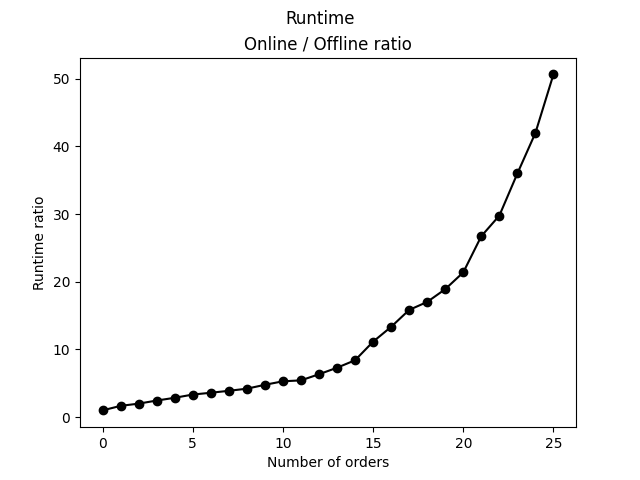 Runtime
Online / Offline ratio
50
40
30
20
10
0
Runtime ratio
0 5 10 15 20 25
Number of orders